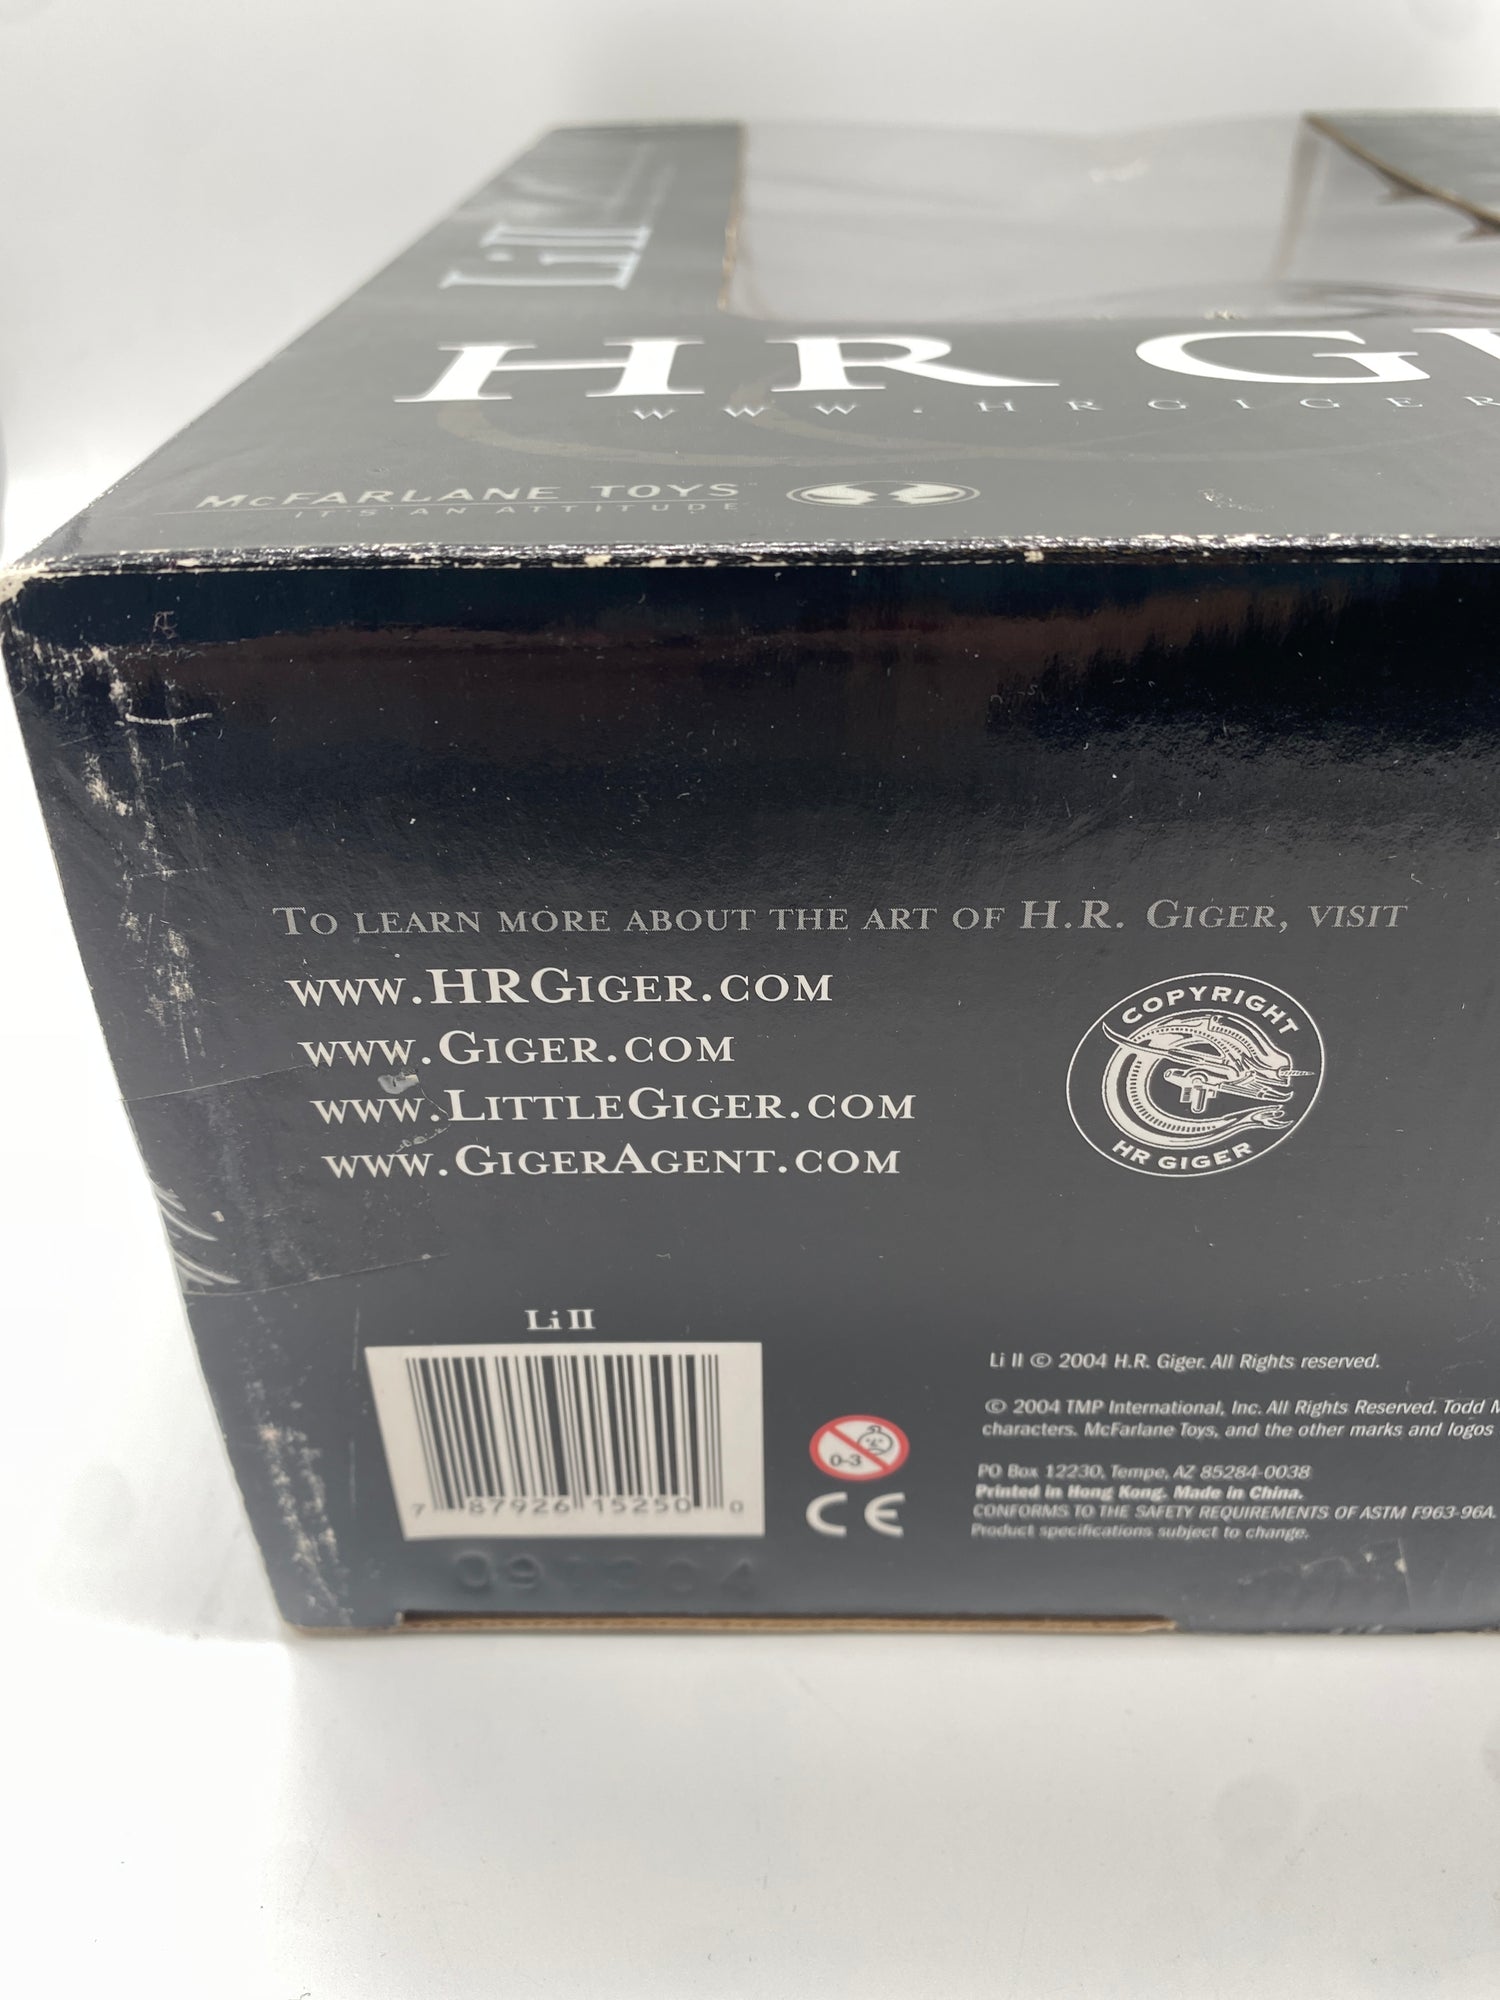 Li II
HR G
WWW.HRGIGER
McFARLANE TOYS
IT'S AN ATTITUDE
TO LEARN MORE ABOUT THE ART OF H.R. GIGER, VISIT
WWW.HRGIGER.COM
WWW.GIGER.COM
WWW.LITTLEGIGER.COM
WWW.GIGERAGENT.COM
COPYRIGHT
HR GIGER
Li II
7 87926 15250 0
0-3
CE
Li II © 2004 H.R. Giger. All Rights reserved.
© 2004 TMP International, Inc. All Rights Reserved. Todd M
characters. McFarlane Toys, and the other marks and logos
PO Box 12230, Tempe, AZ 85284-0038
Printed in Hong Kong. Made in China.
CONFORMS TO THE SAFETY REQUIREMENTS OF ASTM F963-96A.
Product specifications subject to change.